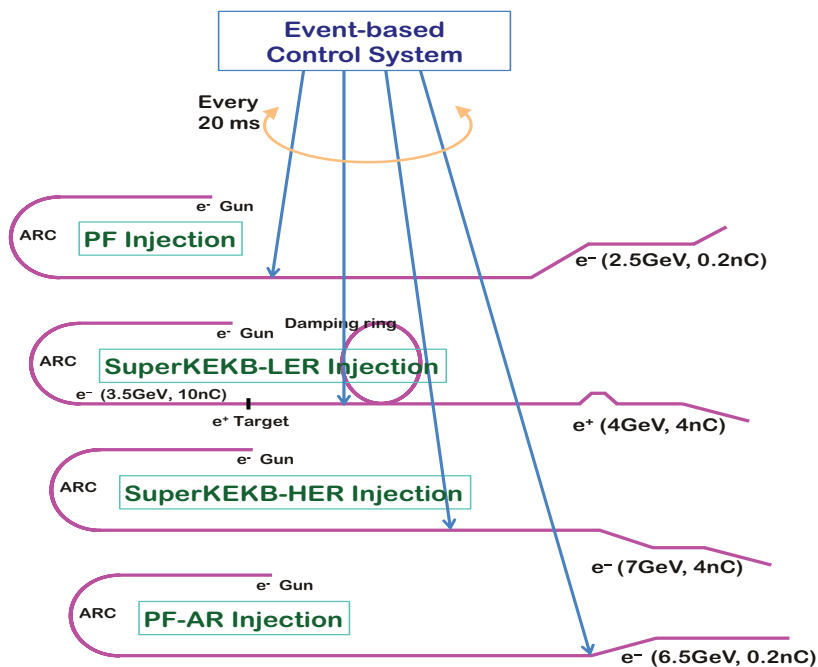 Event-based
Control System
Every
20 ms
e⁻ Gun
ARC
PF Injection
e⁻ (2.5GeV, 0.2nC)
Damping ring
e⁻ Gun
ARC
SuperKEKB-LER Injection
e⁻ (3.5GeV, 10nC)
e⁺ Target
e⁺ (4GeV, 4nC)
e⁻ Gun
ARC
SuperKEKB-HER Injection
e⁻ (7GeV, 4nC)
e⁻ Gun
ARC
PF-AR Injection
e⁻ (6.5GeV, 0.2nC)